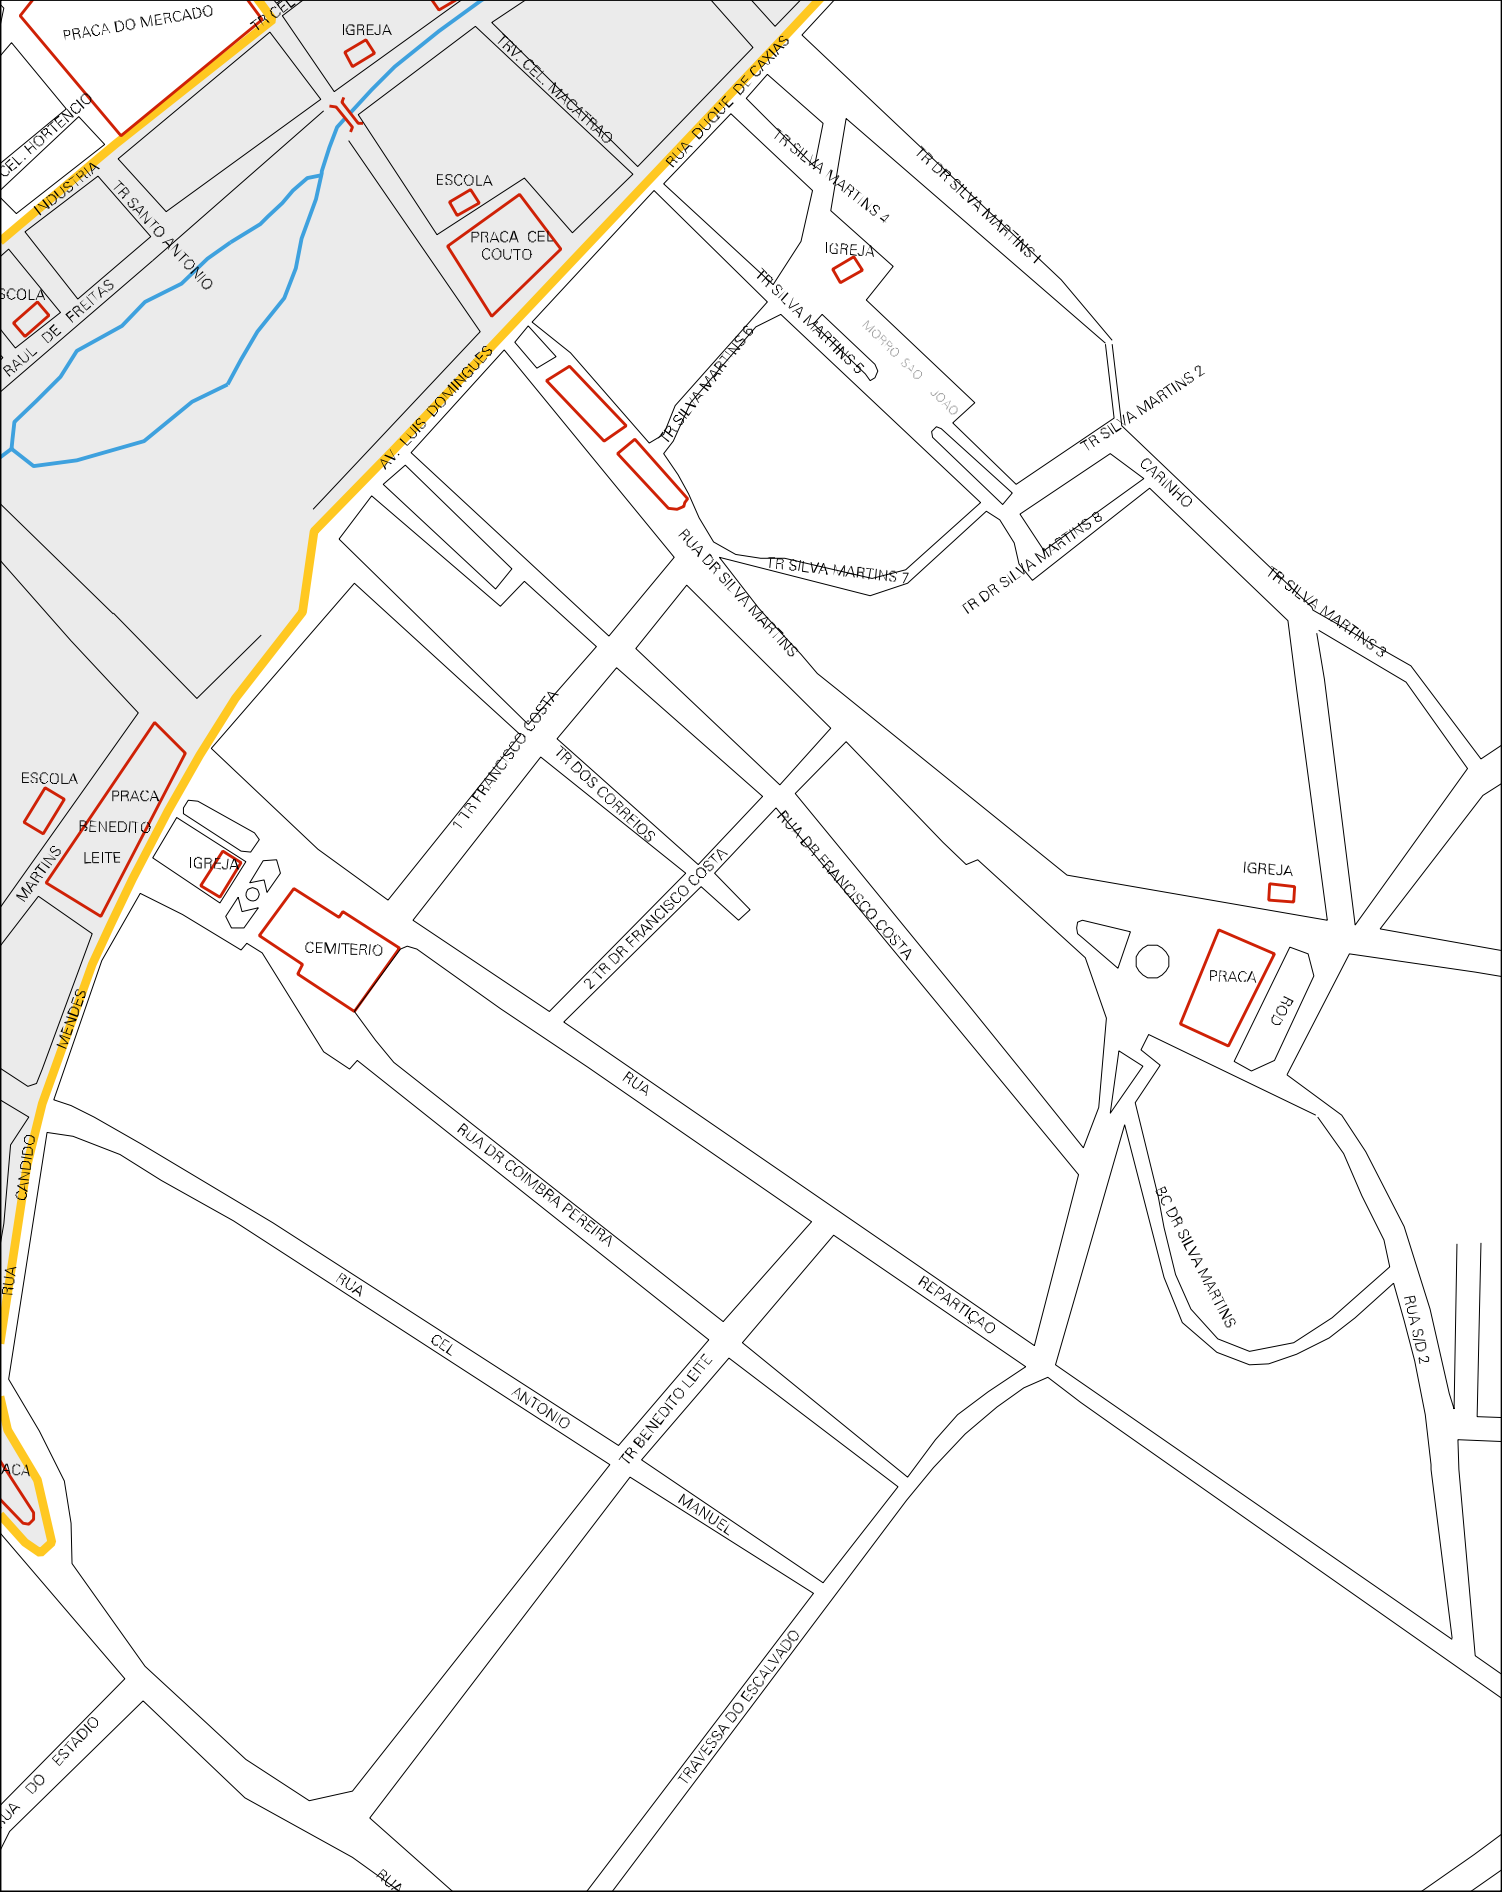 PRACA DO MERCADO
TR CEL
IGREJA
TRV. CEL. MACATRAO
RUA DUQUE DE CAXIAS
CEL. HORTENCIO
INDUSTRIA
TR SANTO ANTONIO
ESCOLA
PRACA CEL
COUTO
TR SILVA MARTINS 4
TR DR SILVA MARTINS 1
IGREJA
SCOLA
RAUL DE FREITAS
TR SILVA MARTINS 5
TR SILVA MARTINS 6
MORRO SAO JOAO
AV. LUIS DOMINGUES
TR SILVA MARTINS 2
CARINHO
TR DR SILVA MARTINS 8
TR SILVA MARTINS 7
RUA DR SILVA MARTINS
TR SILVA MARTINS 3
1 TR FRANCISCO COSTA
TR DOS CORREIOS
ESCOLA
PRACA
BENEDITO
LEITE
MARTINS
IGREJA
RUA DR FRANCISCO COSTA
2 TR DR FRANCISCO COSTA
IGREJA
CEMITERIO
PRACA
ROD
MENDES
RUA
RUA DR COIMBRA PEREIRA
CANDIDO
RUA
BC DR SILVA MARTINS
RUA
CEL
ANTONIO
MANUEL
REPARTIÇAO
RUA S/D 2
TR BENEDITO LEITE
ACA
TRAVESSA DO ESCALVADO
UA DO ESTADIO
RUA